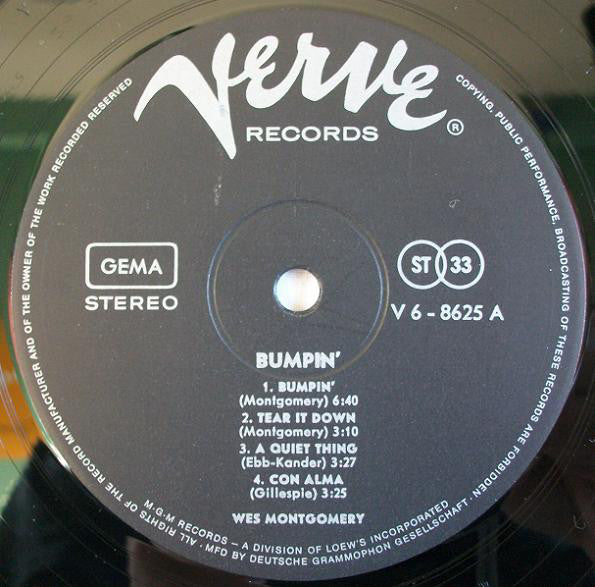 Verve
RECORDS ®
ALL RIGHTS OF THE RECORD MANUFACTURER AND OF THE OWNER OF THE WORK RECORDED RESERVED
COPYING, PUBLIC PERFORMANCE, BROADCASTING OF THESE RECORDS ARE FORBIDDEN
GEMA
STEREO
ST 33
V 6 - 8625 A
BUMPIN'
1. BUMPIN'
(Montgomery) 6:40
2. TEAR IT DOWN
(Montgomery) 3:10
3. A QUIET THING
(Ebb-Kander) 3:27
4. CON ALMA
(Gillespie) 3:25
WES MONTGOMERY
M·G·M RECORDS – A DIVISION OF LOEW'S INCORPORATED
· MFD BY DEUTSCHE GRAMMOPHON GESELLSCHAFT ·